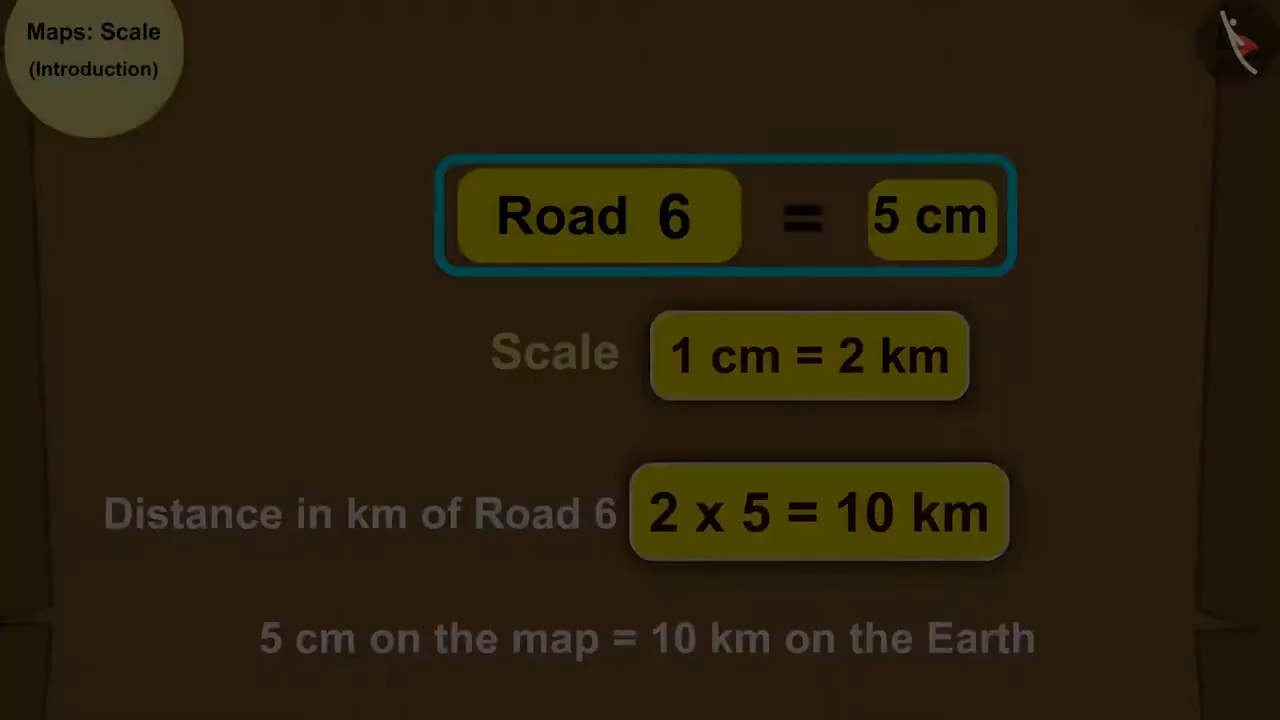 Maps: Scale
(Introduction)
Road 6 = 5 cm
Scale 1 cm = 2 km
Distance in km of Road 6 2 x 5 = 10 km
5 cm on the map = 10 km on the Earth